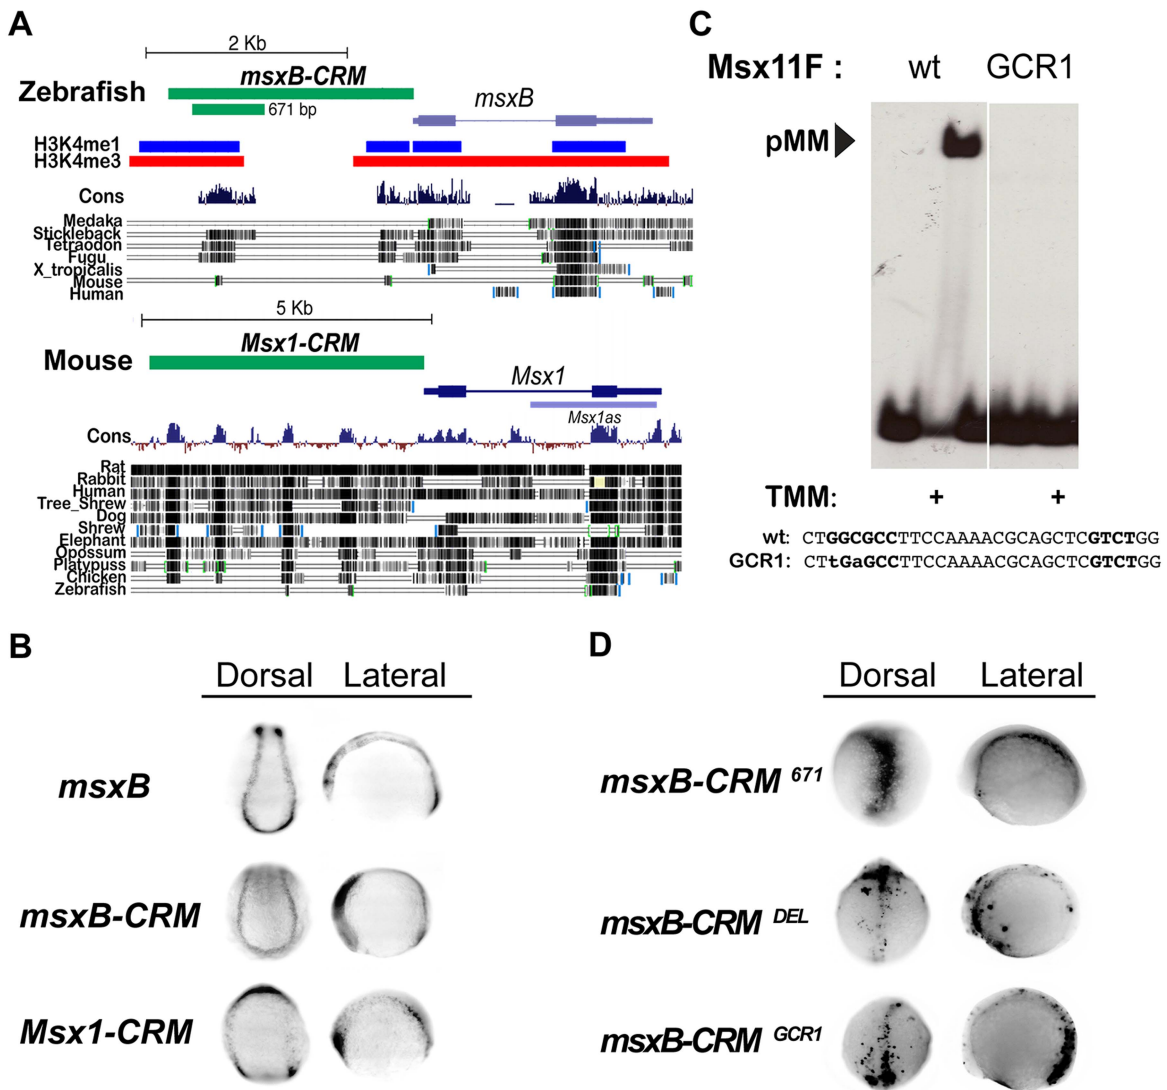 A
2 Kb
Zebrafish
msxB-CRM
671 bp
msxB
H3K4me1
H3K4me3
Cons
Medaka
Stickleback
Tetraodon
Fugu
X_tropicalis
Mouse
Human
5 Kb
Mouse
Msx1-CRM
Msx1
Msx1as
Cons
Rat
Rabbit
Human
Tree_Shrew
Dog
Shrew
Elephant
Opossum
Platypuss
Chicken
Zebrafish
C
Msx11F : wt GCR1
pMM
TMM: + +
wt: CTGGCGCCTTCCAAAACGCAGCTCGTCTGG
GCR1: CTtGaGCCTTCCAAAACGCAGCTCGTCTGG
B
Dorsal Lateral
msxB
msxB-CRM
Msx1-CRM
D
Dorsal Lateral
msxB-CRM 671
msxB-CRM DEL
msxB-CRM GCR1